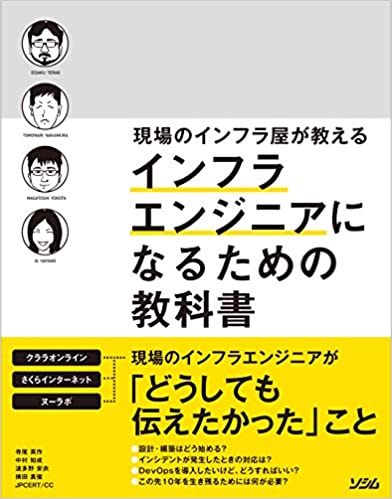 EISAKU TERAO
TOMONARI NAKAMURA
MASATOSHI YOKOTA
AI HATANO
現場のインフラ屋が教える
インフラ
エンジニアに
なるための
教科書
クララオンライン
さくらインターネット
ヌーラボ
現場のインフラエンジニアが
「どうしても
伝えたかった」こと
●設計・構築はどう始める？
●インシデントが発生したときの対応は？
●DevOpsを導入したいけど、どうすればいい？
●この先10年を生き残るためには何が必要？
寺尾 英作
中村 知成
波多野 安衣
横田 真俊
JPCERT/CC
ソシム